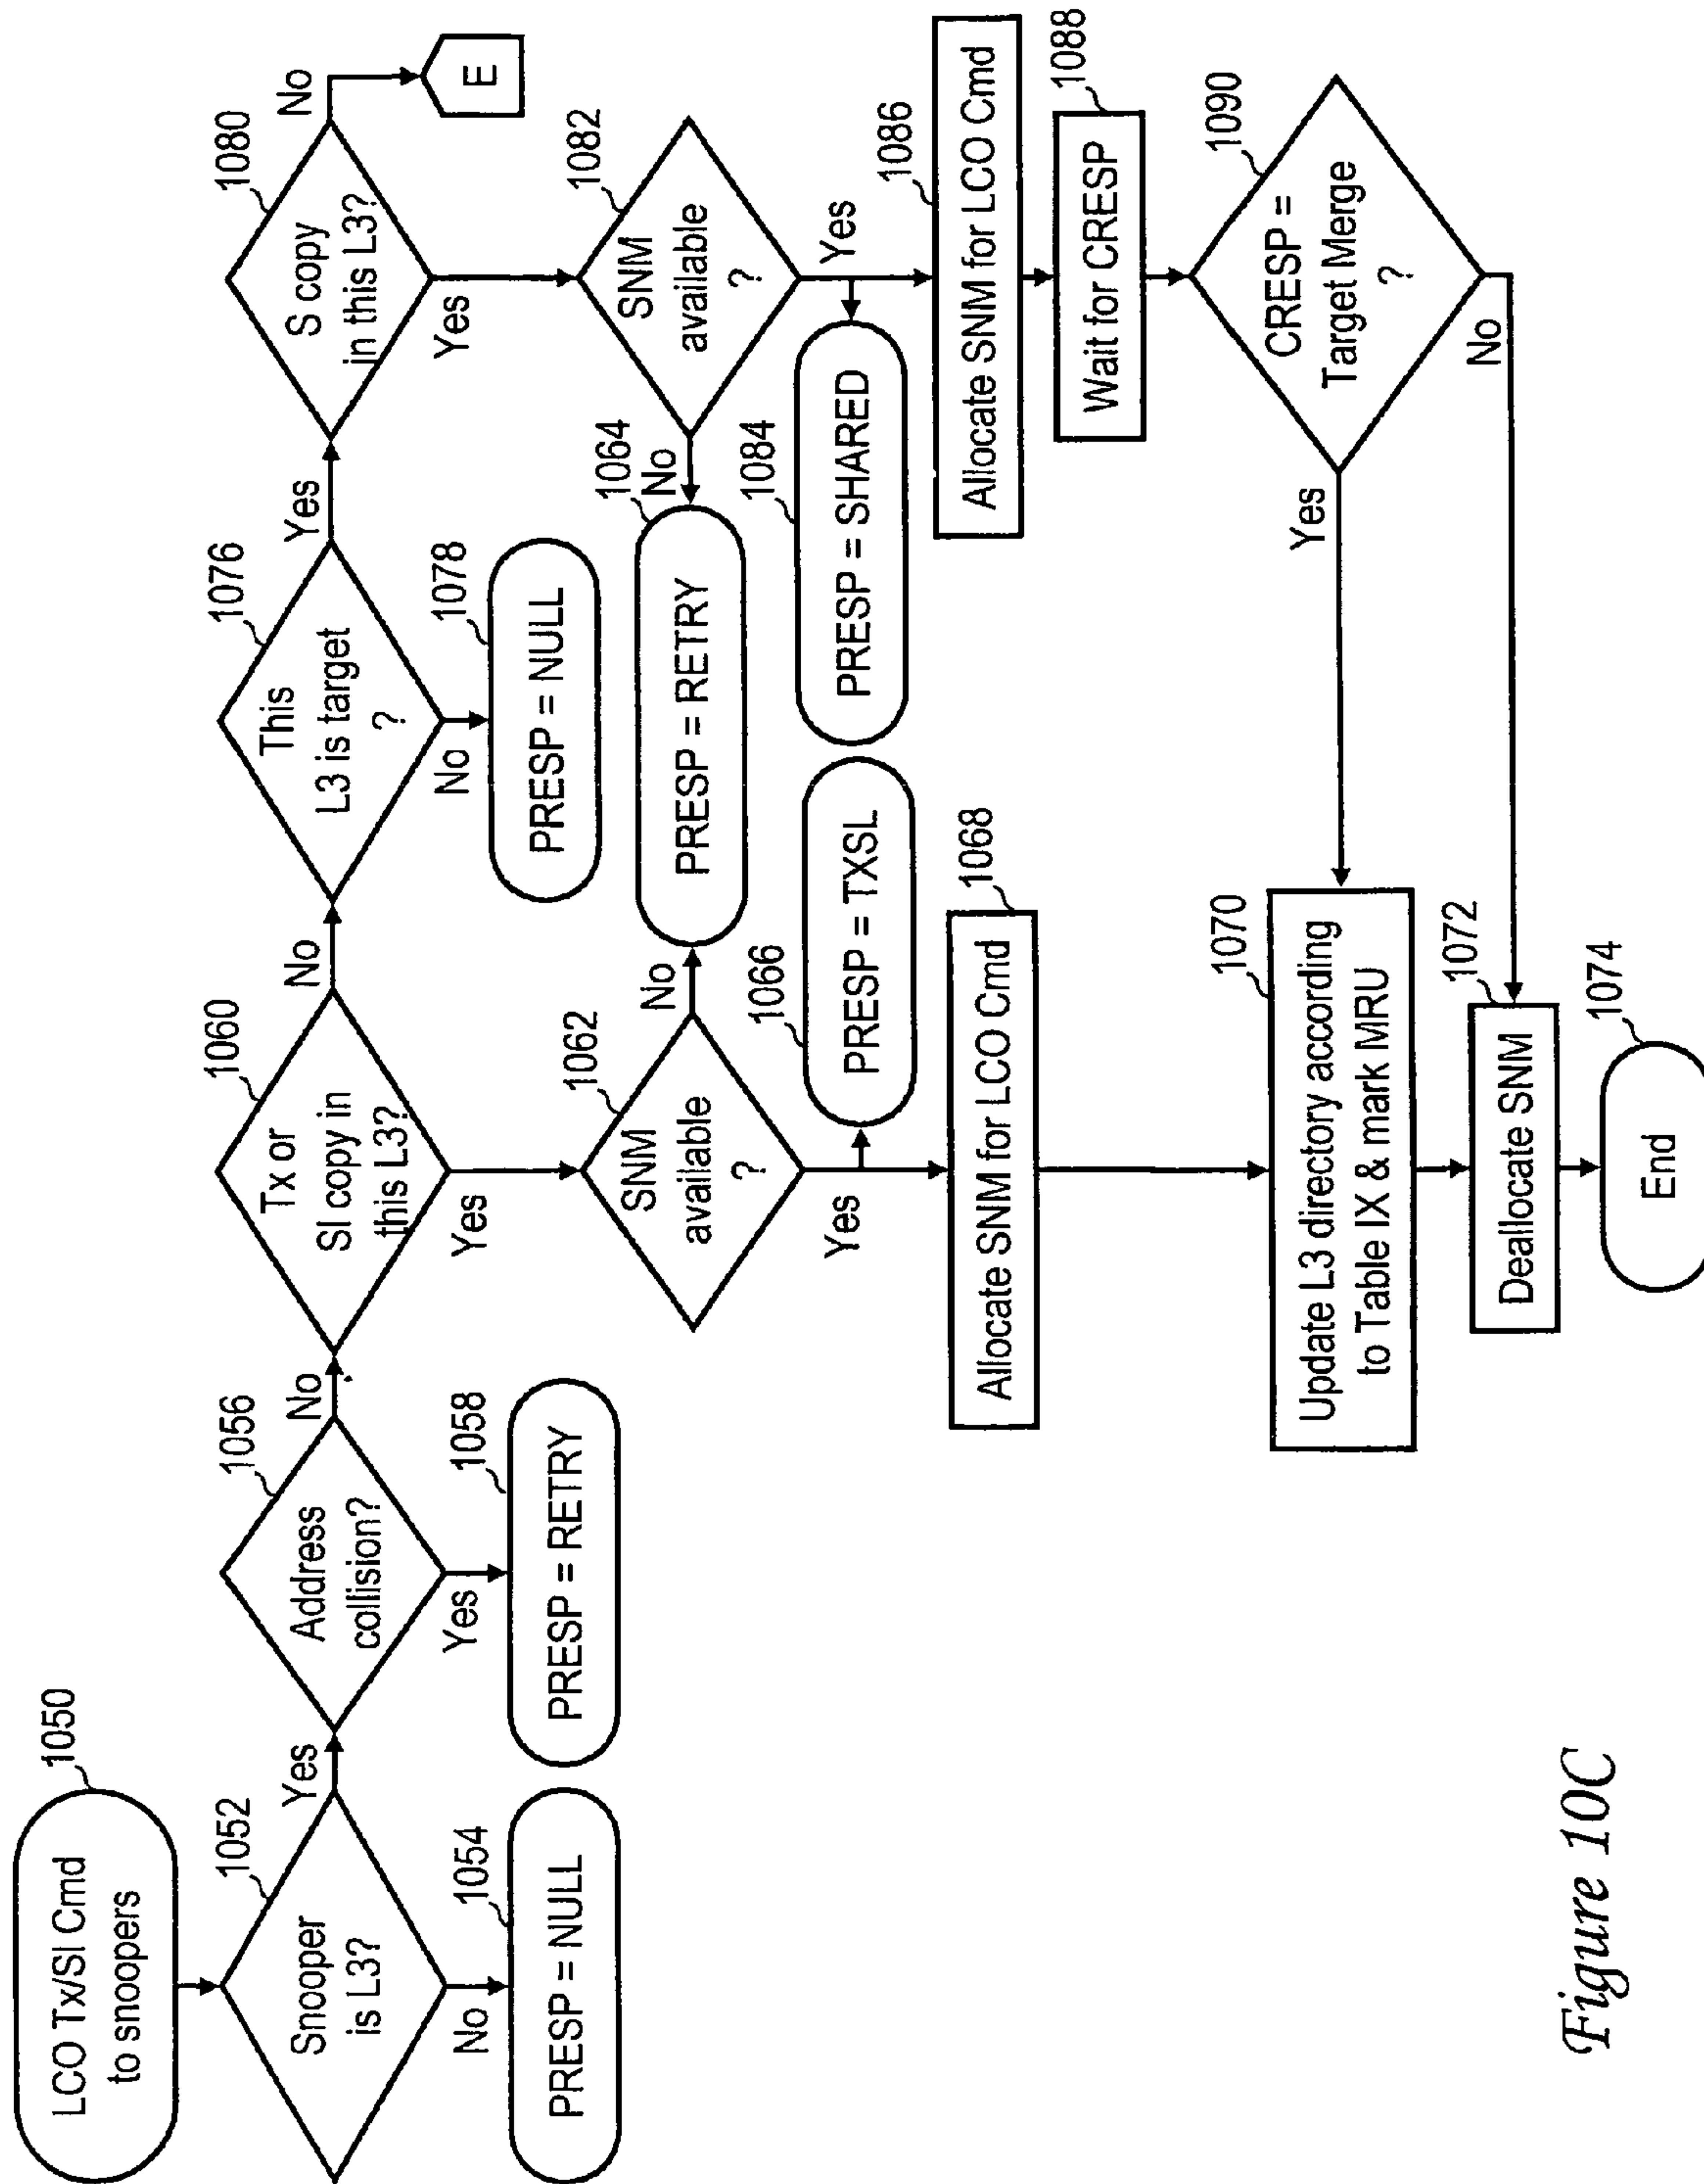 LCO Tx/SI Cmd
to snoopers
1050
Snooper
is L3?
1052
Yes
No
PRESP = NULL
1054
Address
collision?
1056
No
Yes
PRESP = RETRY
1058
Tx or
SI copy in
this L3?
1060
No
Yes
SNM
available
?
1062
No
Yes
PRESP = RETRY
1064
No
PRESP = TXSL
1066
Allocate SNM for LCO Cmd
1068
Update L3 directory according
to Table IX & mark MRU
1070
Deallocate SNM
1072
End
1074
This
L3 is target
?
1076
Yes
No
PRESP = NULL
1078
S copy
in this L3?
1080
No
E
Yes
SNM
available
?
1082
Yes
PRESP = SHARED
1084
Allocate SNM for LCO Cmd
1086
Wait for CRESP
1088
CRESP =
Target Merge
?
1090
Yes
No
Figure 10C